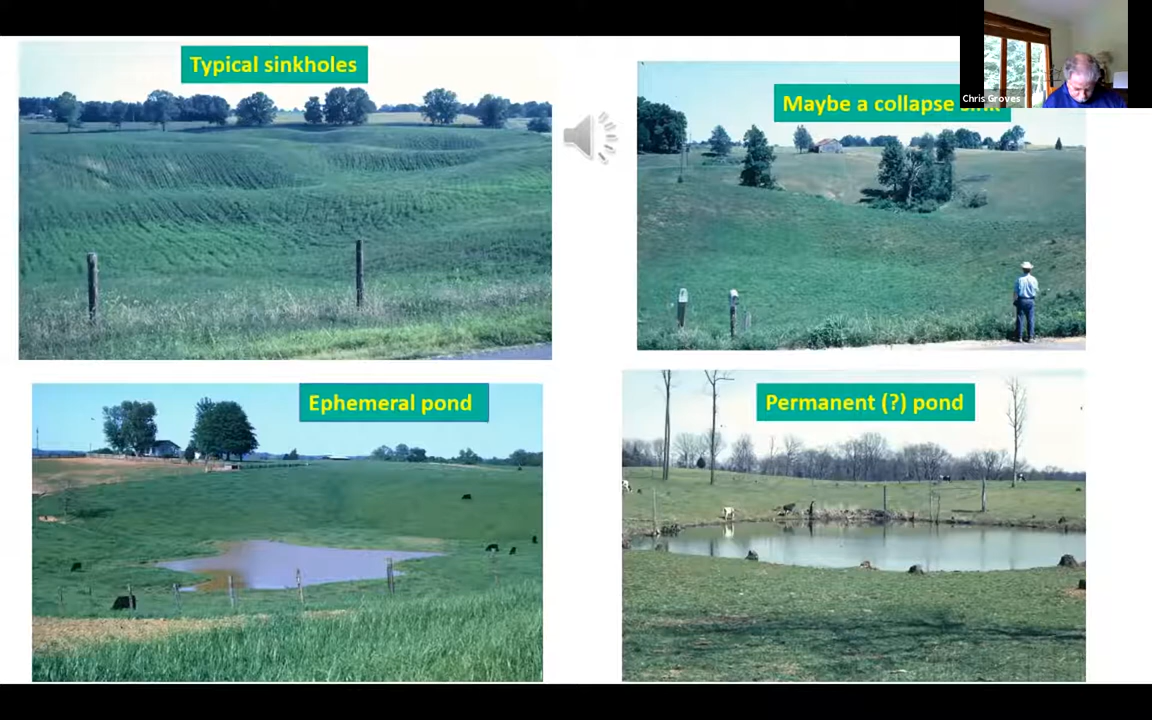 Typical sinkholes
Maybe a collapse
Chris Groves
Ephemeral pond
Permanent (?) pond